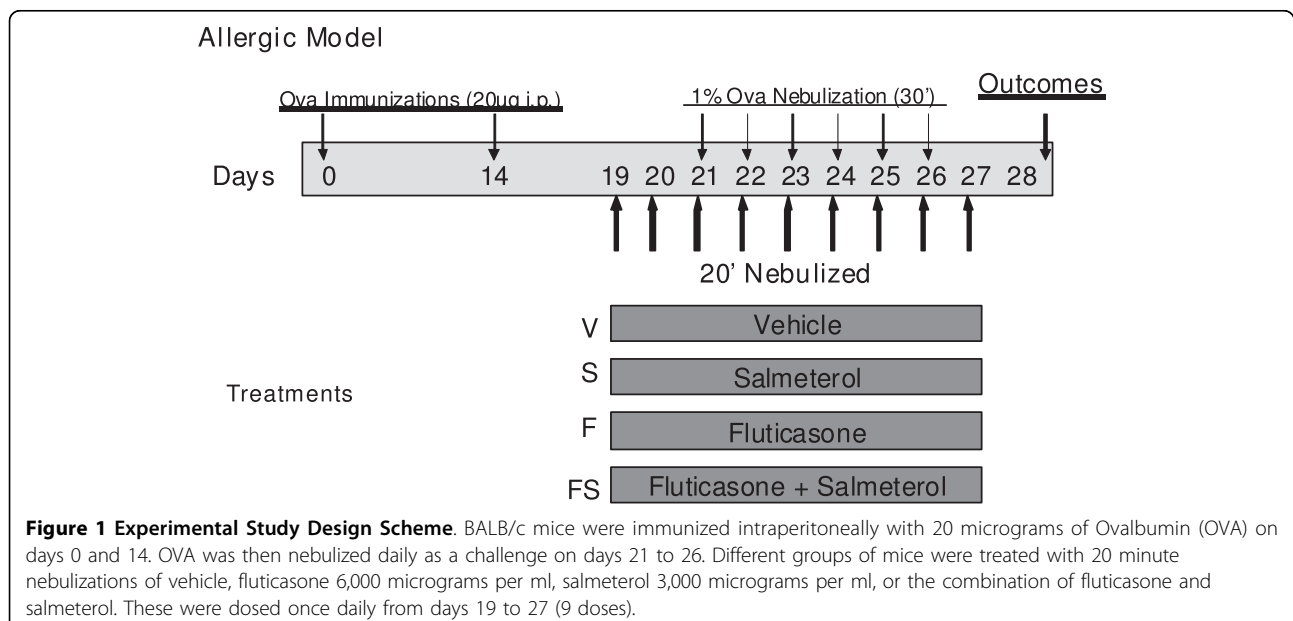 Allergic Model
Ova Immunizations (20ug i.p.)
1% Ova Nebulization (30')
Outcomes
Days 0 14 19 20 21 22 23 24 25 26 27 28
20' Nebulized
V Vehicle
S Salmeterol
Treatments
F Fluticasone
FS Fluticasone + Salmeterol
Figure 1 Experimental Study Design Scheme. BALB/c mice were immunized intraperitoneally with 20 micrograms of Ovalbumin (OVA) on
days 0 and 14. OVA was then nebulized daily as a challenge on days 21 to 26. Different groups of mice were treated with 20 minute
nebulizations of vehicle, fluticasone 6,000 micrograms per ml, salmeterol 3,000 micrograms per ml, or the combination of fluticasone and
salmeterol. These were dosed once daily from days 19 to 27 (9 doses).